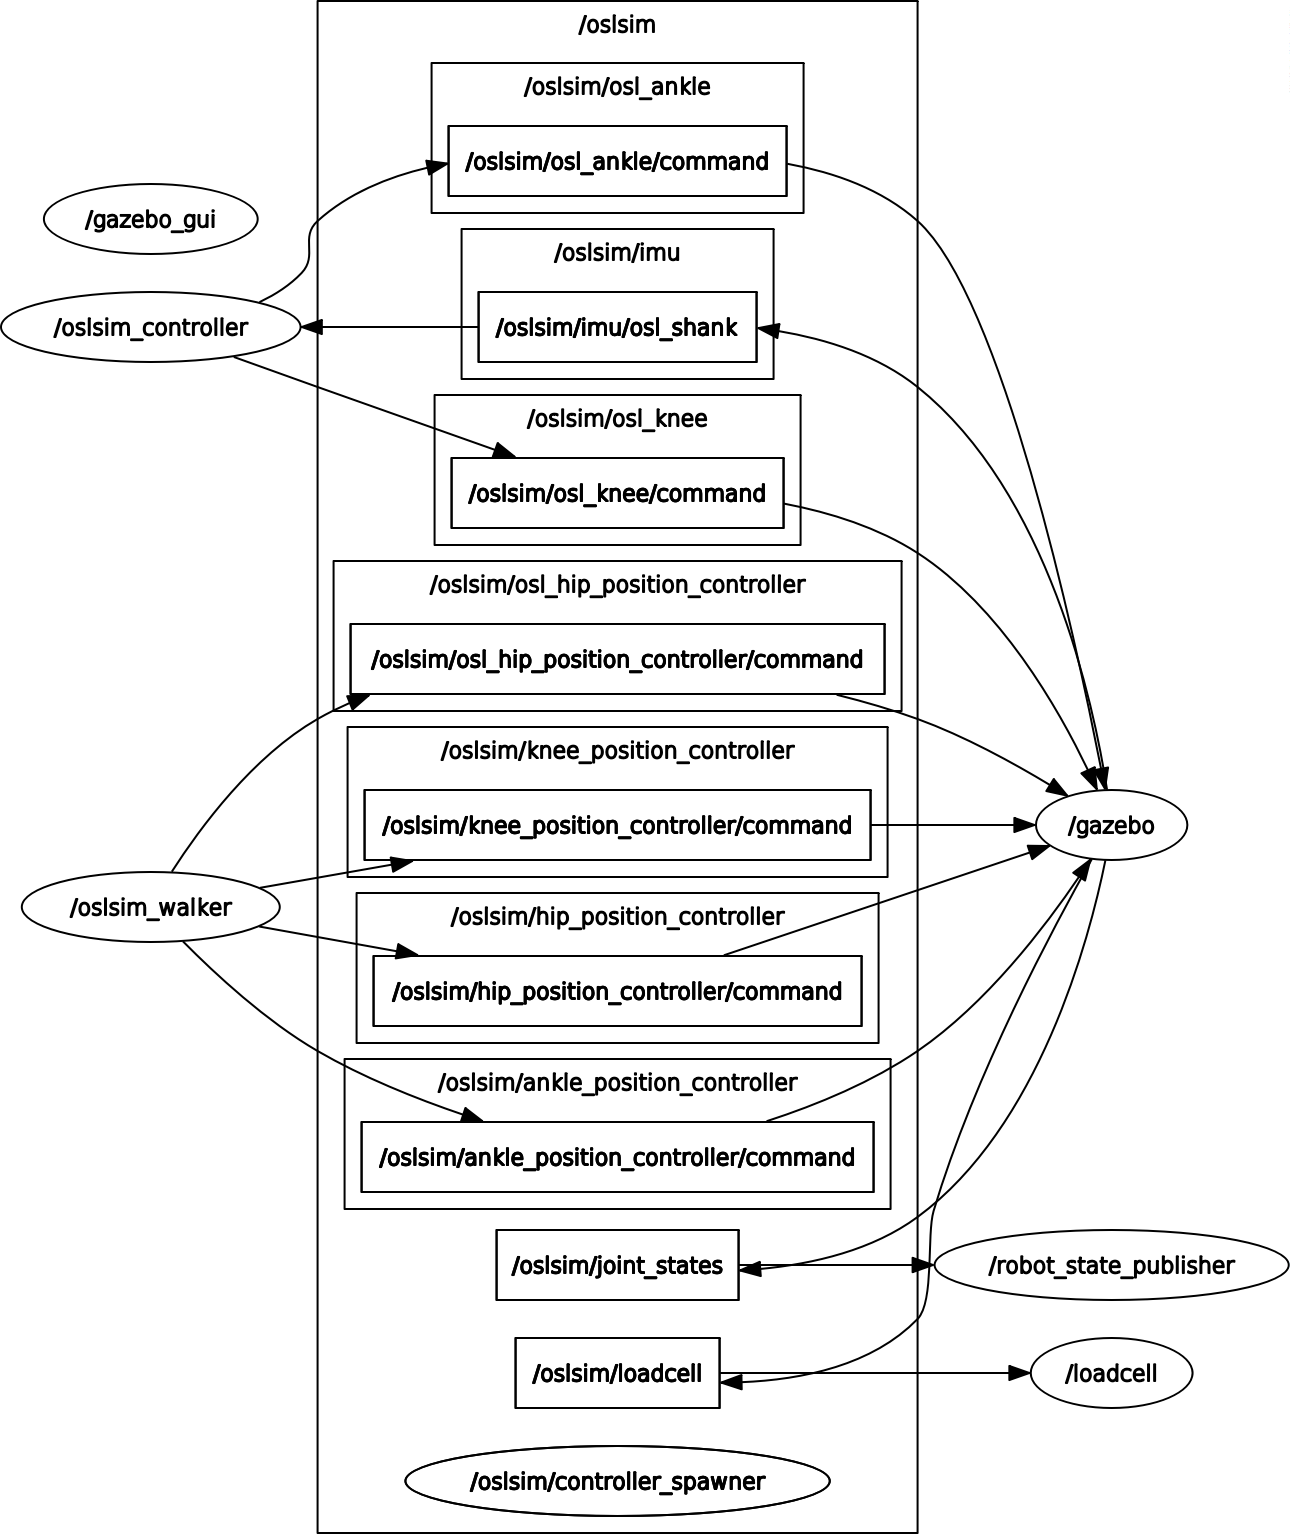 /oslsim
/oslsim/osl_ankle
/oslsim/osl_ankle/command
/gazebo_gui
/oslsim/imu
/oslsim_controller
/oslsim/imu/osl_shank
/oslsim/osl_knee
/oslsim/osl_knee/command
/oslsim/osl_hip_position_controller
/oslsim/osl_hip_position_controller/command
/oslsim/knee_position_controller
/oslsim/knee_position_controller/command
/gazebo
/oslsim_walker
/oslsim/hip_position_controller
/oslsim/hip_position_controller/command
/oslsim/ankle_position_controller
/oslsim/ankle_position_controller/command
/oslsim/joint_states
/robot_state_publisher
/oslsim/loadcell
/loadcell
/oslsim/controller_spawner